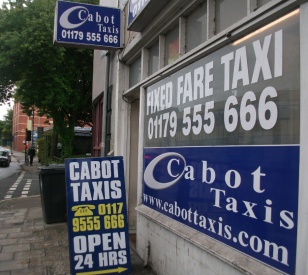 Cabot
Taxis
01179 555 666
FIXED FARE TAXI
01179 555 666
Cabot
Taxis
www.cabottaxis.com
CABOT
TAXIS
0117
9555 666
OPEN
24 HRS